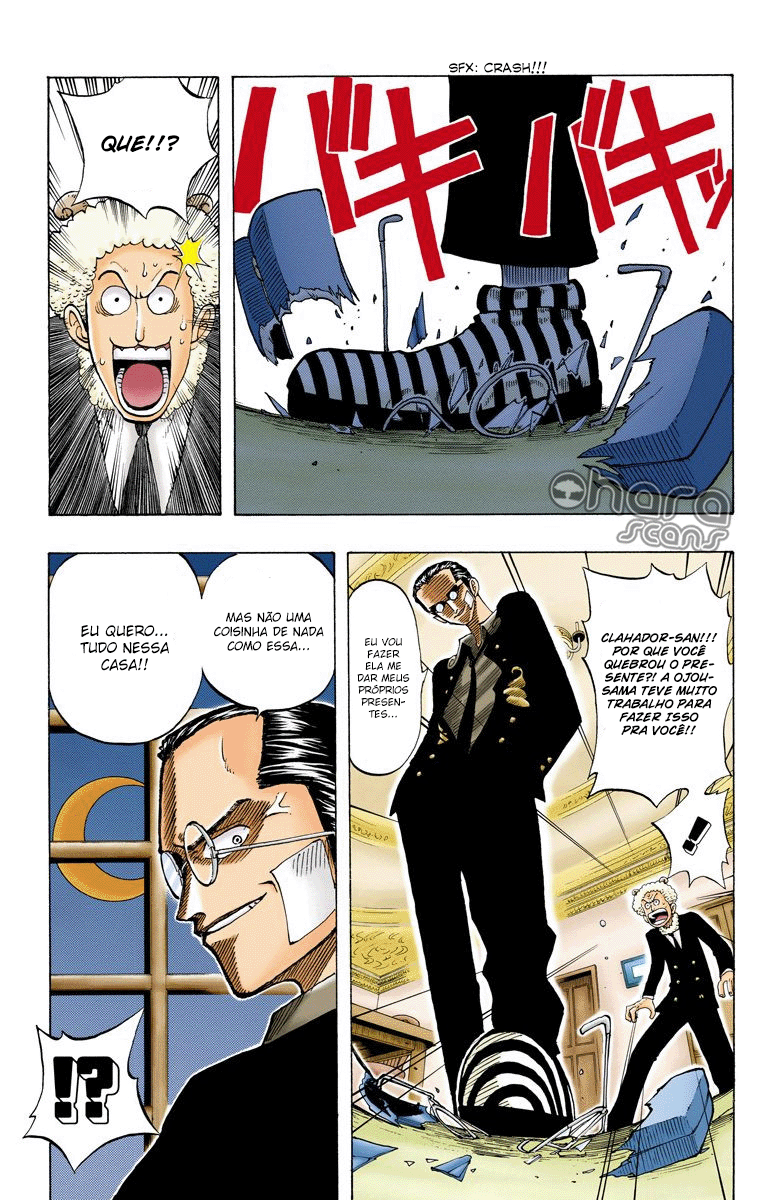 SFX: CRASH!!!
バキ
バキッ
QUE!!?
CLAHADOR-SAN!!!
POR QUE VOCÊ
QUEBROU O PRE-
SENTE?! A OJOU-
SAMA TEVE MUITO
TRABALHO PARA
FAZER ISSO
PRA VOCÊ!!
!
EU VOU
FAZER
ELA ME
DAR MEUS
PRÓPRIOS
PRESEN-
TES...
MAS NÃO UMA
COISINHA DE NADA
COMO ESSA...
EU QUERO...
TUDO NESSA
CASA!!
!?
Ohara
scans